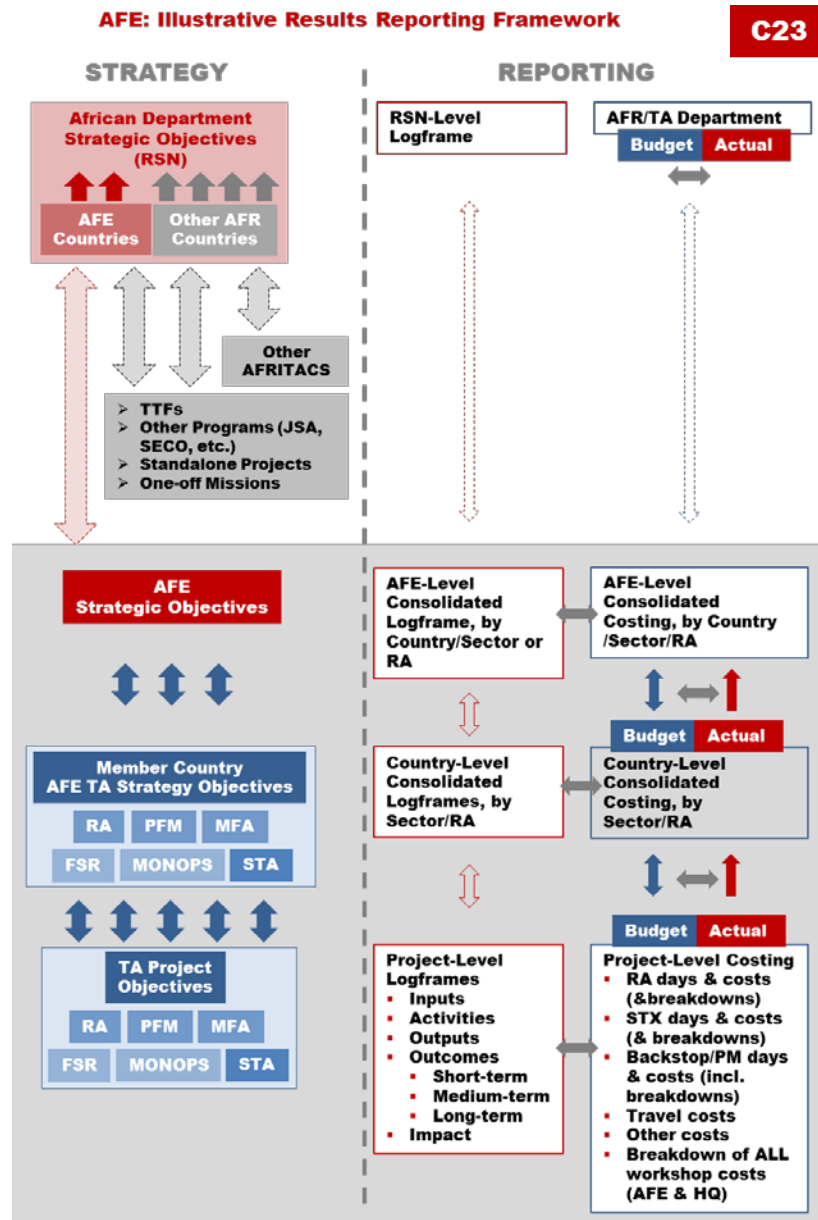 AFE: Illustrative Results Reporting Framework
C23
STRATEGY
REPORTING
African Department
Strategic Objectives
(RSN)
AFE
Countries
Other AFR
Countries
Other
AFRITACS
➢ TTFs
➢ Other Programs (JSA,
SECO, etc.)
➢ Standalone Projects
➢ One-off Missions
RSN-Level
Logframe
AFR/TA Department
Budget
Actual
AFE
Strategic Objectives
AFE-Level
Consolidated
Logframe, by
Country/Sector or
RA
AFE-Level
Consolidated
Costing, by Country
/Sector/RA
Member Country
AFE TA Strategy Objectives
RA
PFM
MFA
FSR
MONOPS
STA
Country-Level
Consolidated
Logframes, by
Sector/RA
Budget
Actual
Country-Level
Consolidated
Costing, by
Sector/RA
TA Project
Objectives
RA
PFM
MFA
FSR
MONOPS
STA
Project-Level
Logframes
▪ Inputs
▪ Activities
▪ Outputs
▪ Outcomes
▪ Short-term
▪ Medium-term
▪ Long-term
▪ Impact
Budget
Actual
Project-Level Costing
▪ RA days & costs
(&breakdowns)
▪ STX days & costs
(& breakdowns)
▪ Backstop/PM days
& costs (incl.
breakdowns)
▪ Travel costs
▪ Other costs
▪ Breakdown of ALL
workshop costs
(AFE & HQ)